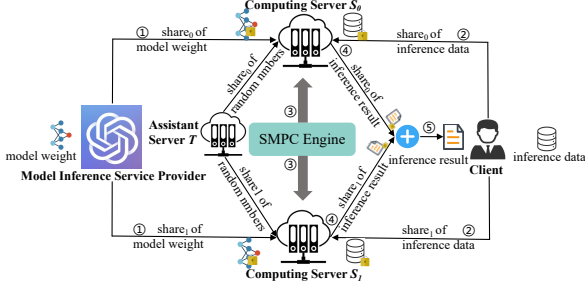 Computing Server S₀
① share₀ of
model weight
share₀ of
random nmbers
④
share₀ of
inference result
share₀ of ②
inference data
③
SMPC Engine
③
Assistant
Server T
model weight
Model Inference Service Provider
⑤
inference result
Client
inference data
share1 of
random nmbers
④
share₁ of
inference result
① share₁ of
model weight
share₁ of ②
inference data
Computing Server S₁